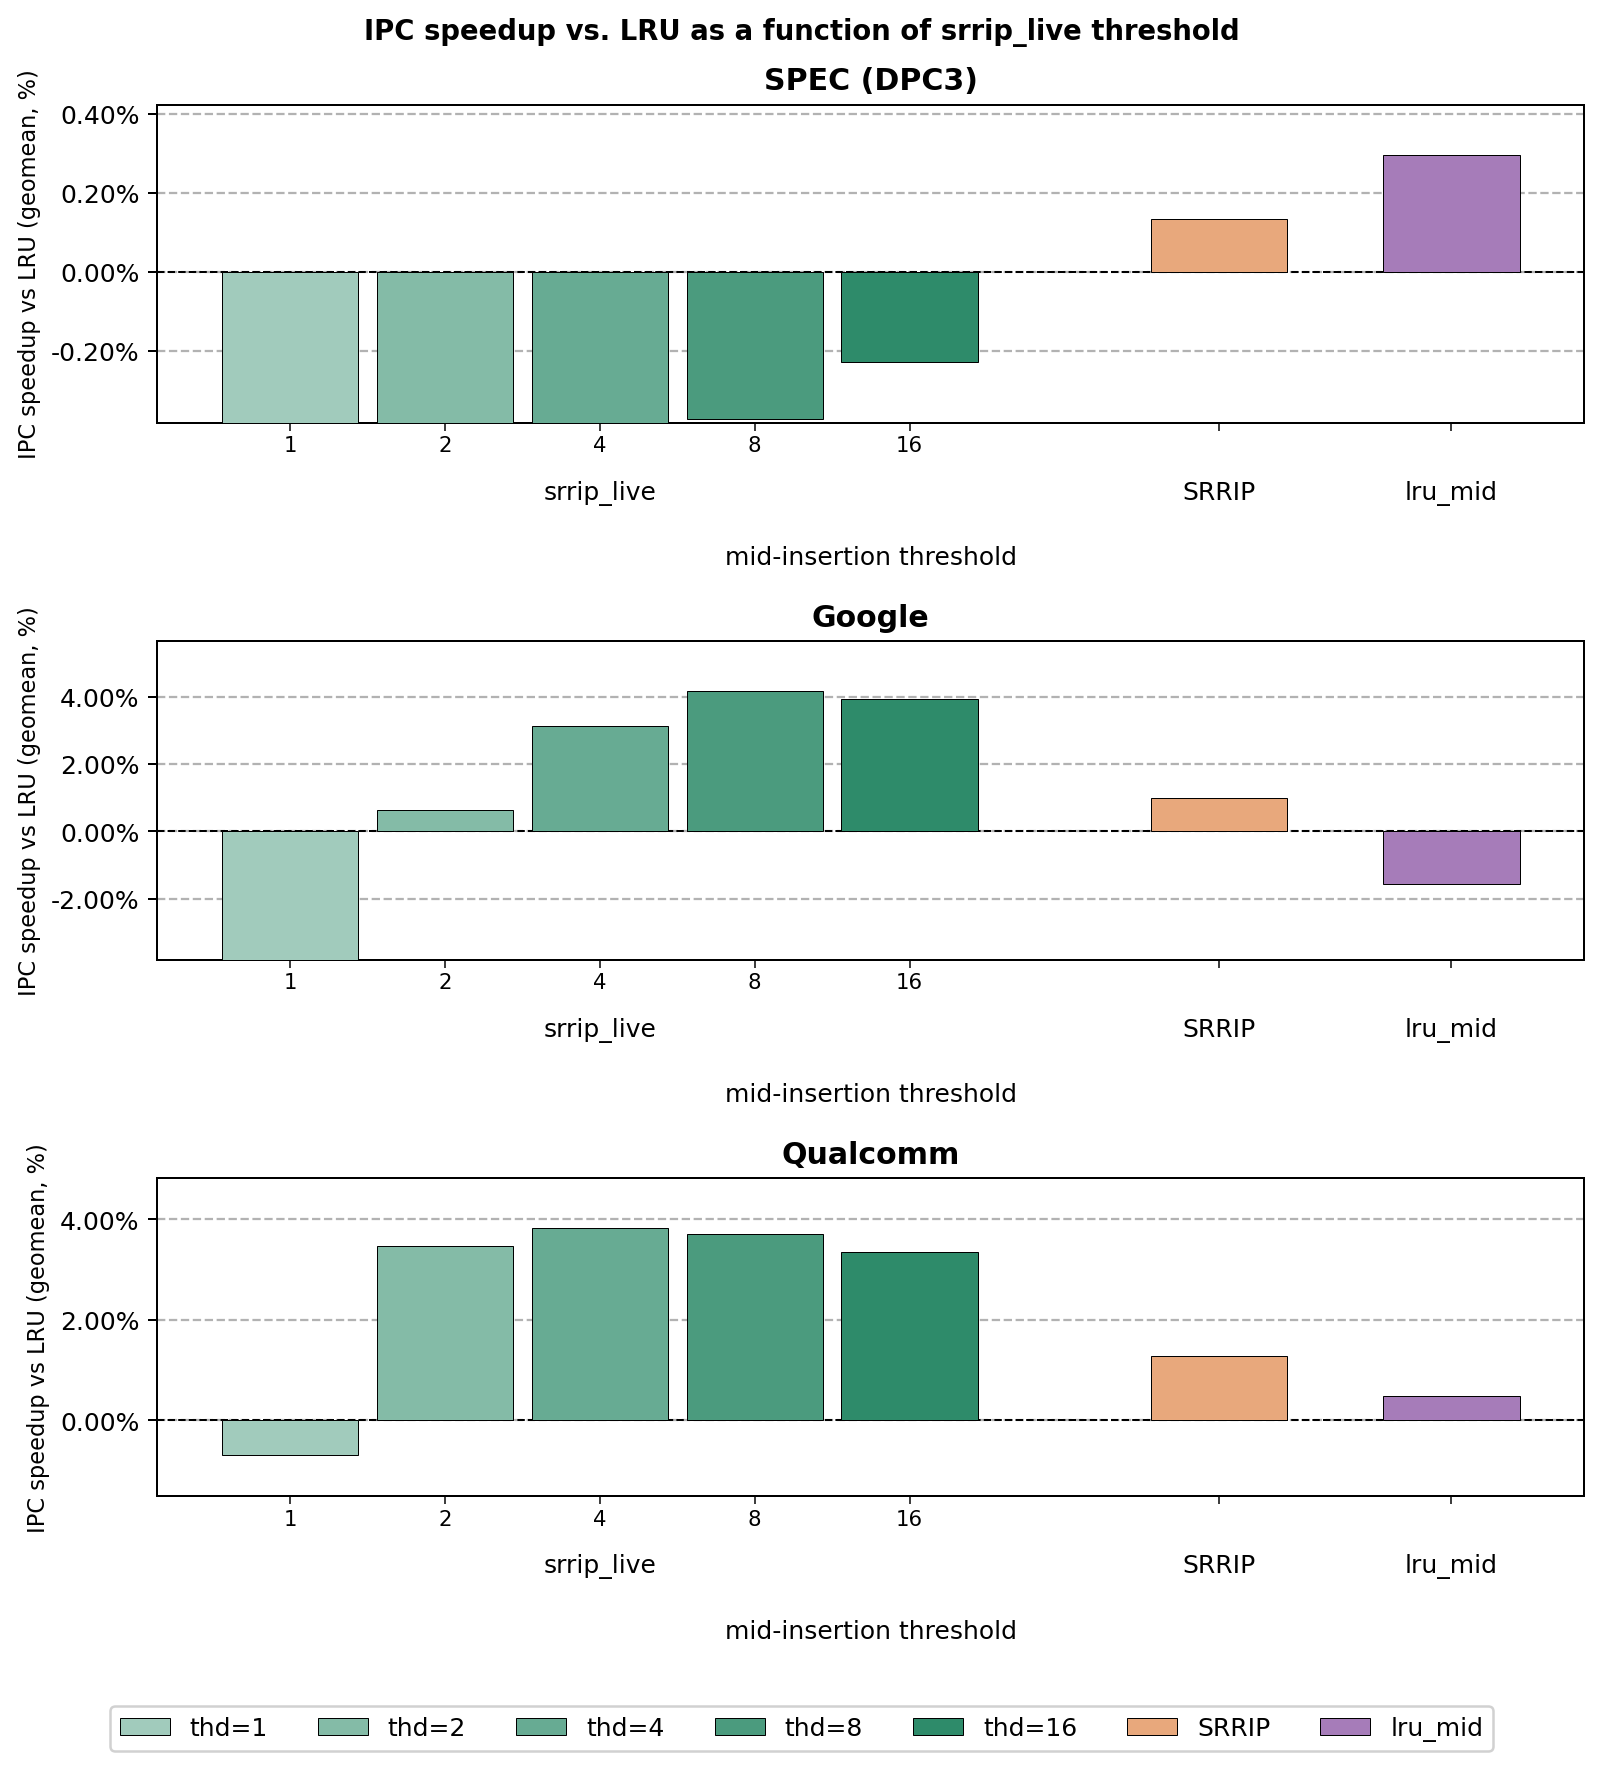 IPC speedup vs. LRU as a function of srrip_live threshold
SPEC (DPC3)
IPC speedup vs LRU (geomean, %)
0.40%
0.20%
0.00%
-0.20%
1 2 4 8 16
srrip_live SRRIP lru_mid
mid-insertion threshold
Google
IPC speedup vs LRU (geomean, %)
4.00%
2.00%
0.00%
-2.00%
1 2 4 8 16
srrip_live SRRIP lru_mid
mid-insertion threshold
Qualcomm
IPC speedup vs LRU (geomean, %)
4.00%
2.00%
0.00%
1 2 4 8 16
srrip_live SRRIP lru_mid
mid-insertion threshold
thd=1 thd=2 thd=4 thd=8 thd=16 SRRIP lru_mid